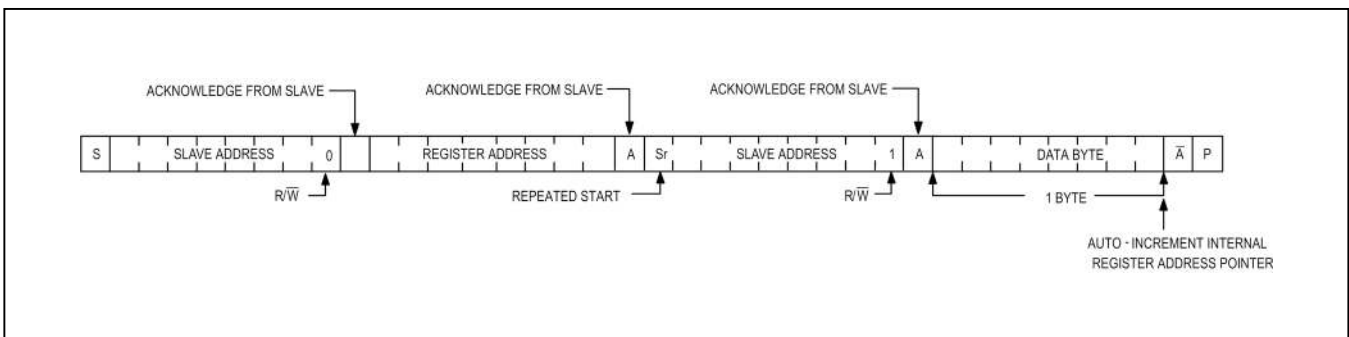 ACKNOWLEDGE FROM SLAVE ACKNOWLEDGE FROM SLAVE ACKNOWLEDGE FROM SLAVE
S SLAVE ADDRESS 0 REGISTER ADDRESS A Sr SLAVE ADDRESS 1 A DATA BYTE A̅ P
R/W̅ REPEATED START R/W̅ 1 BYTE
AUTO - INCREMENT INTERNAL
REGISTER ADDRESS POINTER